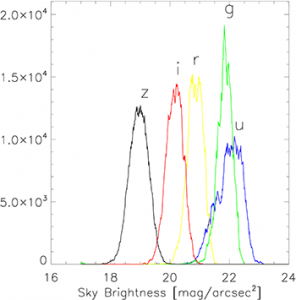 g
2.0×10⁴
r
i
z
1.5×10⁴
u
1.0×10⁴
5.0×10³
0
16 18 20 22 24
Sky Brightness [mag/arcsec²]